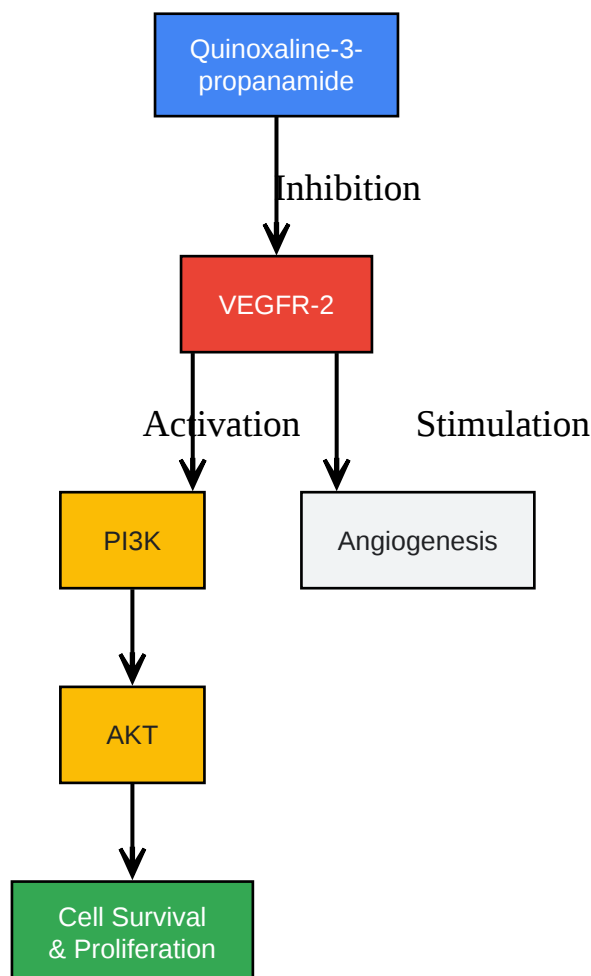 Quinoxaline-3-
propanamide
Inhibition
VEGFR-2
Activation
Stimulation
PI3K
Angiogenesis
AKT
Cell Survival
& Proliferation